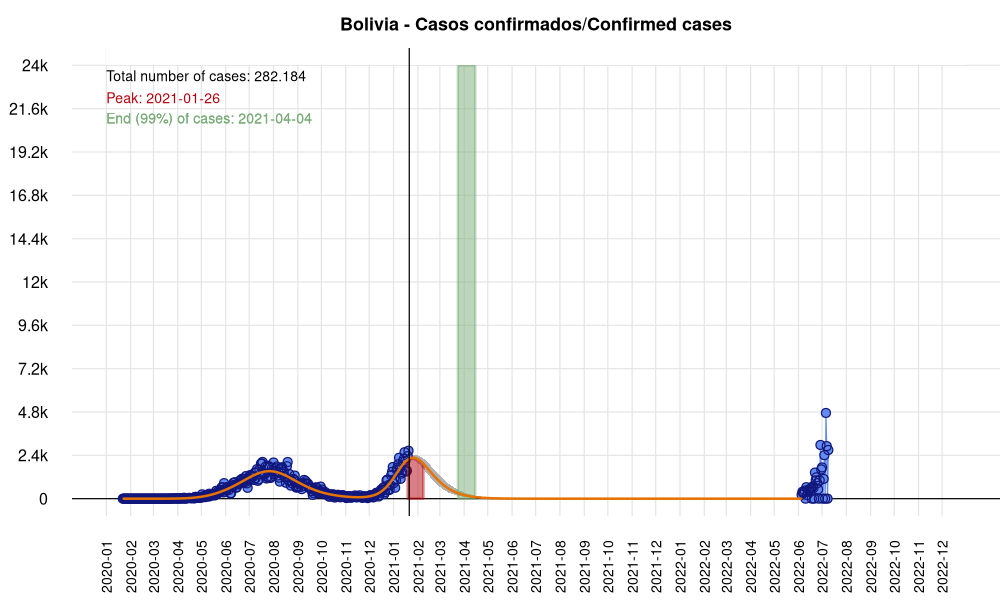 Bolivia - Casos confirmados/Confirmed cases
Total number of cases: 282.184
Peak: 2021-01-26
End (99%) of cases: 2021-04-04
24k
21.6k
19.2k
16.8k
14.4k
12k
9.6k
7.2k
4.8k
2.4k
0
2020-01
2020-02
2020-03
2020-04
2020-05
2020-06
2020-07
2020-08
2020-09
2020-10
2020-11
2020-12
2021-01
2021-02
2021-03
2021-04
2021-05
2021-06
2021-07
2021-08
2021-09
2021-10
2021-11
2021-12
2022-01
2022-02
2022-03
2022-04
2022-05
2022-06
2022-07
2022-08
2022-09
2022-10
2022-11
2022-12